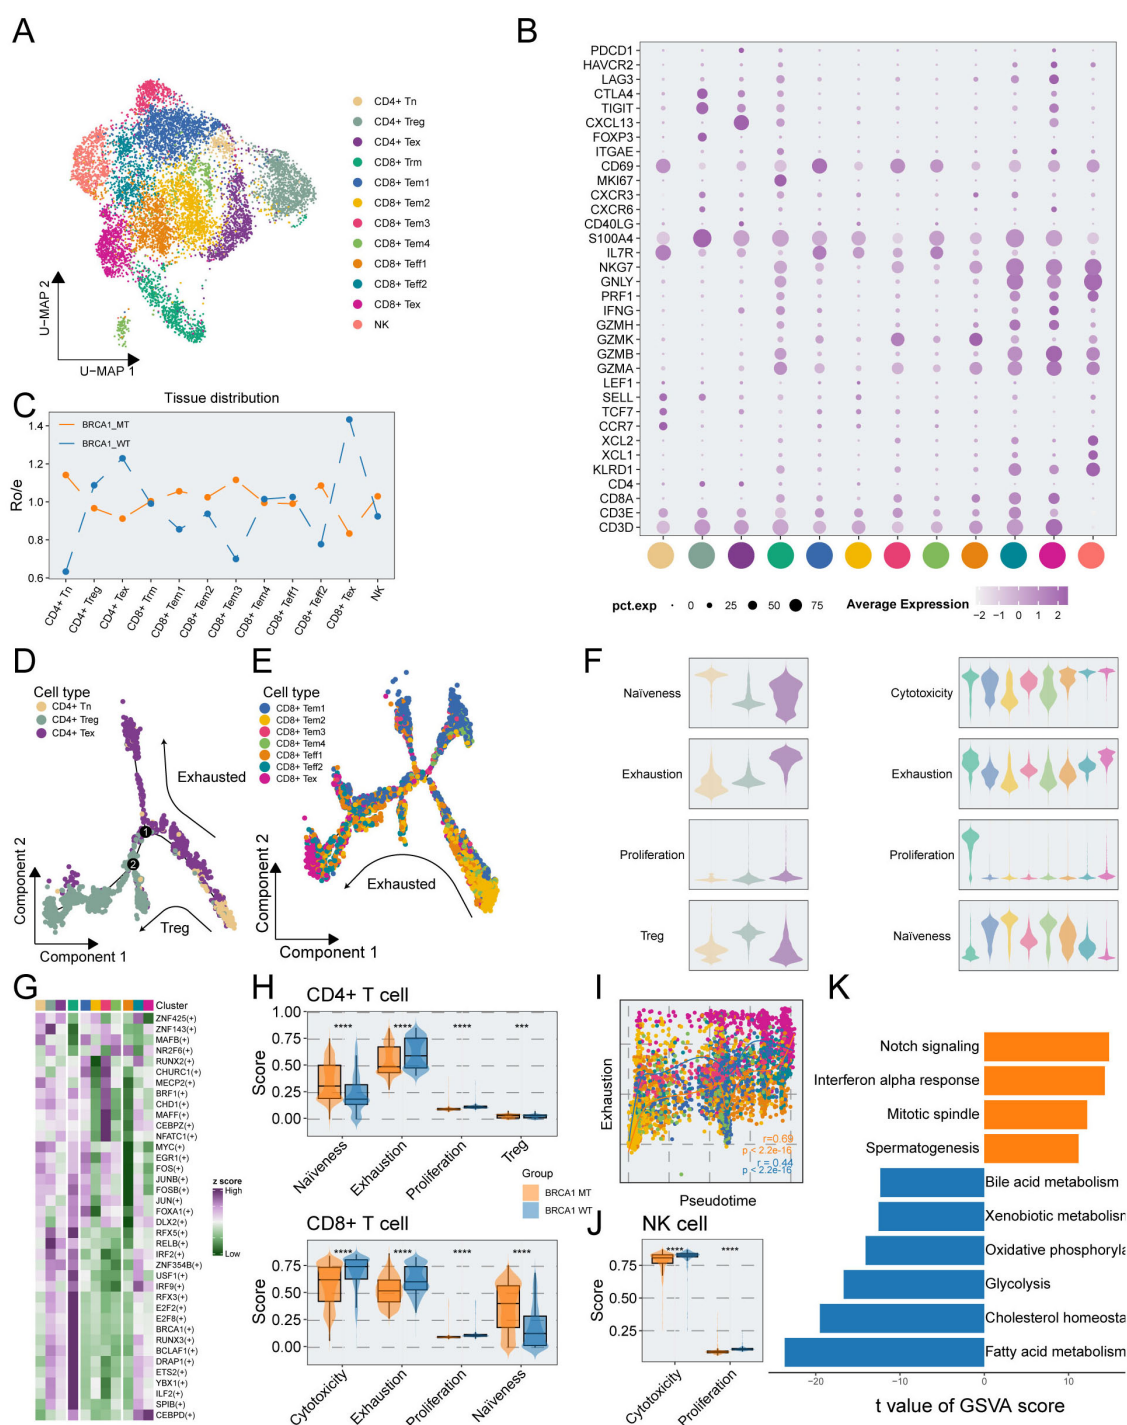 A
CD4+ Tn
CD4+ Treg
CD4+ Tex
CD8+ Trm
CD8+ Tem1
CD8+ Tem2
CD8+ Tem3
CD8+ Tem4
CD8+ Teff1
CD8+ Teff2
CD8+ Tex
NK
U-MAP 2
U-MAP 1
B
PDCD1
HAVCR2
LAG3
CTLA4
TIGIT
CXCL13
FOXP3
ITGAE
CD69
MKI67
CXCR3
CXCR6
CD40LG
S100A4
IL7R
NKG7
GNLY
PRF1
IFNG
GZMH
GZMK
GZMB
GZMA
LEF1
SELL
TCF7
CCR7
XCL2
XCL1
KLRD1
CD4
CD8A
CD3E
CD3D
pct.exp 0 25 50 75 Average Expression
−2 −1 0 1 2
C
Tissue distribution
BRCA1_MT
BRCA1_WT
Ro/e
1.4
1.2
1.0
0.8
0.6
CD4+ Tn
CD4+ Treg
CD4+ Tex
CD8+ Trm
CD8+ Tem1
CD8+ Tem2
CD8+ Tem3
CD8+ Tem4
CD8+ Teff1
CD8+ Teff2
CD8+ Tex
NK
D
Cell type
CD4+ Tn
CD4+ Treg
CD4+ Tex
Exhausted
1
2
Treg
Component 2
Component 1
E
Cell type
CD8+ Tem1
CD8+ Tem2
CD8+ Tem3
CD8+ Tem4
CD8+ Teff1
CD8+ Teff2
CD8+ Tex
Exhausted
Component 2
Component 1
F
Naïveness
Exhaustion
Proliferation
Treg
Cytotoxicity
Exhaustion
Proliferation
Naïveness
G
Cluster
ZNF425(+)
ZNF143(+)
MAFB(+)
NR2F6(+)
RUNX2(+)
CHURC1(+)
MECP2(+)
BRF1(+)
CHD1(+)
MAFF(+)
CEBPZ(+)
NFATC1(+)
MYC(+)
EGR1(+)
FOS(+)
JUNB(+)
FOSB(+)
JUN(+)
FOXA1(+)
DLX2(+)
RFX5(+)
RELB(+)
IRF2(+)
ZNF354B(+)
USF1(+)
IRF9(+)
RFX3(+)
E2F2(+)
E2F8(+)
BRCA1(+)
RUNX3(+)
BCLAF1(+)
DRAP1(+)
ETS2(+)
YBX1(+)
ILF2(+)
SPIB(+)
CEBPD(+)
z score
High
Low
H
CD4+ T cell
Score
1.00
0.75
0.50
0.25
0.00
**** **** **** ***
Naïveness
Exhaustion
Proliferation
Treg
Group
BRCA1 MT
BRCA1 WT
CD8+ T cell
Score
0.75
0.50
0.25
0.00
**** **** **** ****
Cytotoxicity
Exhaustion
Proliferation
Naïveness
I
Exhaustion
r=0.69
p < 2.2e-16
r = 0.44
p < 2.2e-16
Pseudotime
J
NK cell
Score
0.75
0.50
0.25
**** ****
Cytotoxicity
Proliferation
K
Notch signaling
Interferon alpha response
Mitotic spindle
Spermatogenesis
Bile acid metabolism
Xenobiotic metabolism
Oxidative phosphoryla
Glycolysis
Cholesterol homeosta
Fatty acid metabolism
−20 −10 0 10
t value of GSVA score